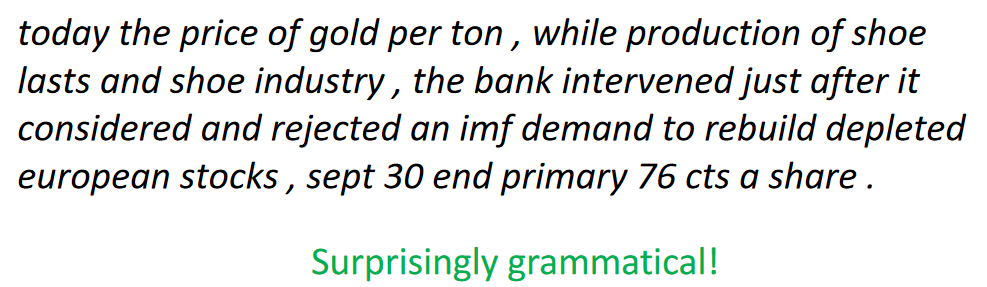 today the price of gold per ton , while production of shoe
lasts and shoe industry , the bank intervened just after it
considered and rejected an imf demand to rebuild depleted
european stocks , sept 30 end primary 76 cts a share .
Surprisingly grammatical!